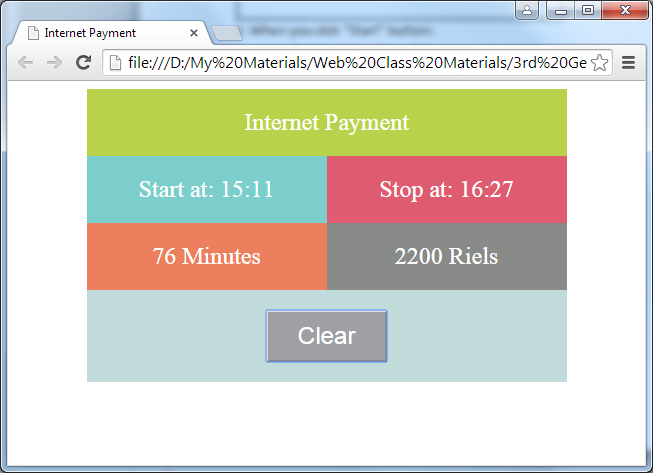 When you click "Start" button:
Internet Payment
file:///D:/My%20Materials/Web%20Class%20Materials/3rd%20Ge
Internet Payment
Start at: 15:11
Stop at: 16:27
76 Minutes
2200 Riels
Clear